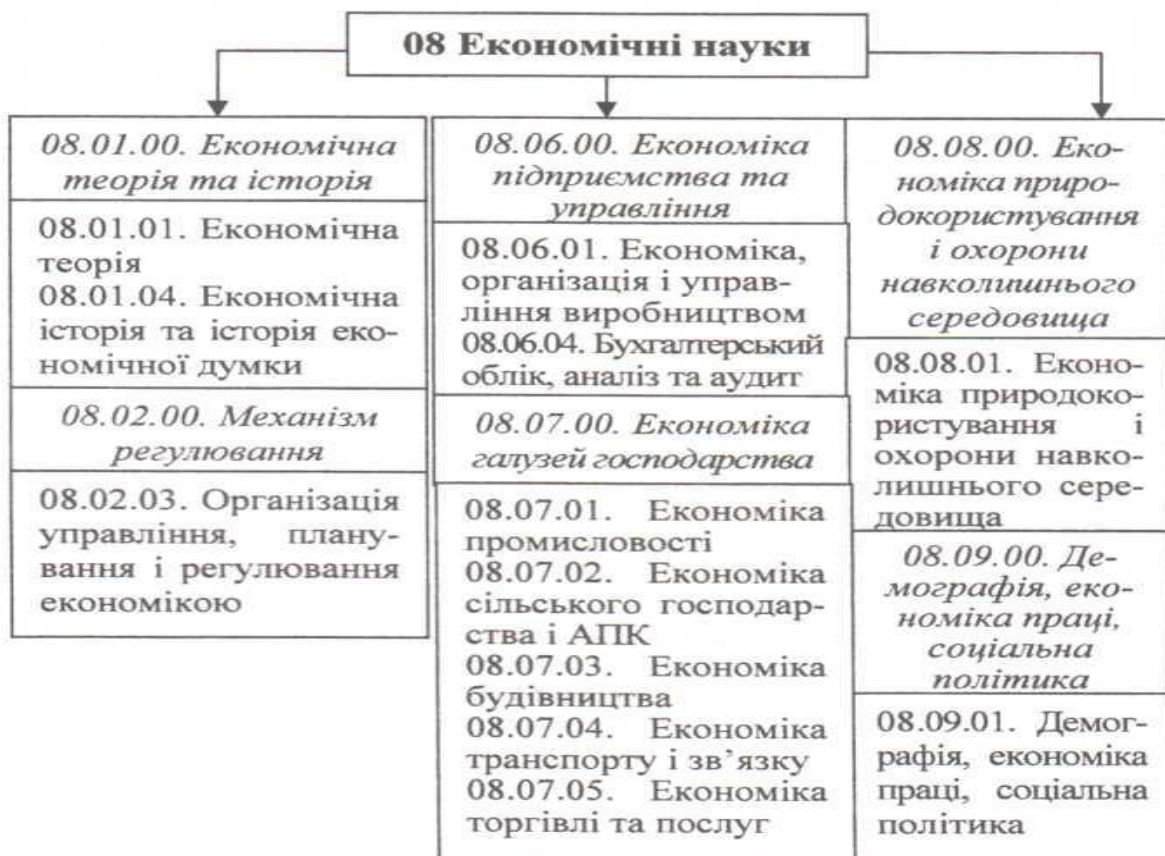 08 Економічні науки
08.01.00. Економічна
теорія та історія
08.01.01. Економічна
теорія
08.01.04. Економічна
історія та історія еко-
номічної думки
08.02.00. Механізм
регулювання
08.02.03. Організація
управління, плану-
вання і регулювання
економікою
08.06.00. Економіка
підприємства та
управління
08.06.01. Економіка,
організація і управ-
ління виробництвом
08.06.04. Бухгалтерський
облік, аналіз та аудит
08.07.00. Економіка
галузей господарства
08.07.01. Економіка
промисловості
08.07.02. Економіка
сільського господар-
ства і АПК
08.07.03. Економіка
будівництва
08.07.04. Економіка
транспорту і зв’язку
08.07.05. Економіка
торгівлі та послуг
08.08.00. Еко-
номіка приро-
докористування
і охорони
навколишнього
середовища
08.08.01. Еконо-
міка природоко-
ристування і
охорони навко-
лишнього сере-
довища
08.09.00. Де-
мографія, еко-
номіка праці,
соціальна
політика
08.09.01. Демог-
рафія, економіка
праці, соціальна
політика